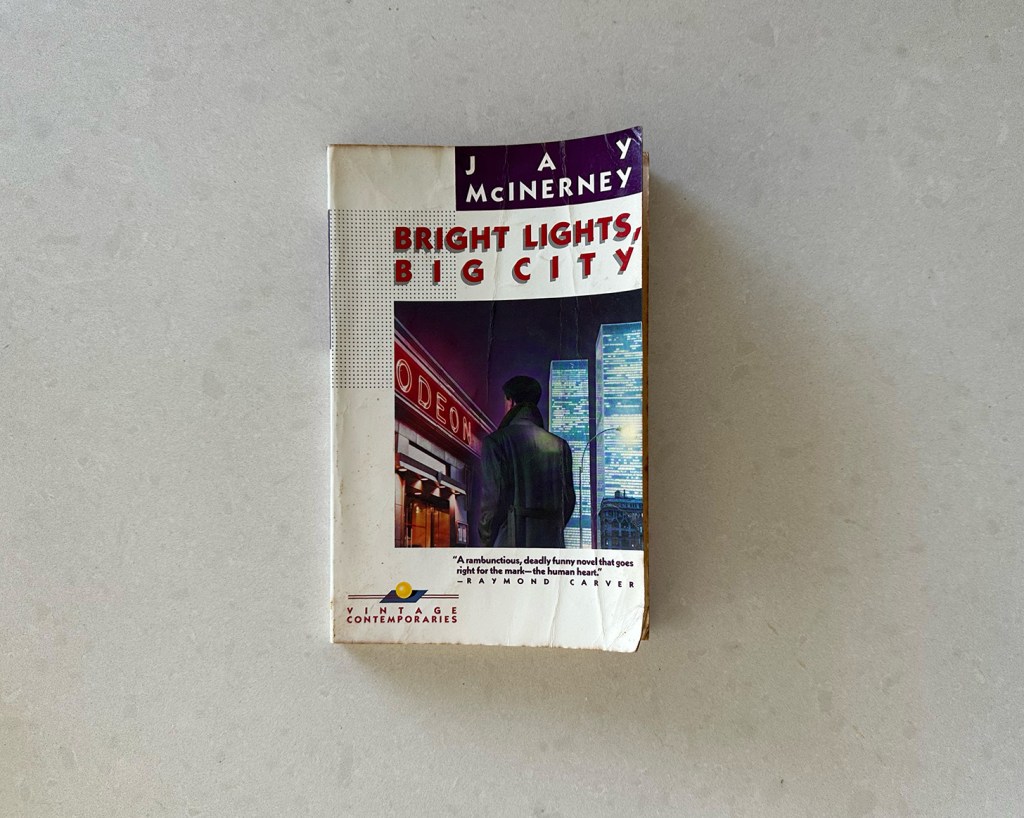 JAY
McINERNEY
BRIGHT LIGHTS,
BIG CITY
ODEON
"A rambunctious, deadly funny novel that goes
right for the mark—the human heart."
—RAYMOND CARVER
VINTAGE
CONTEMPORARIES